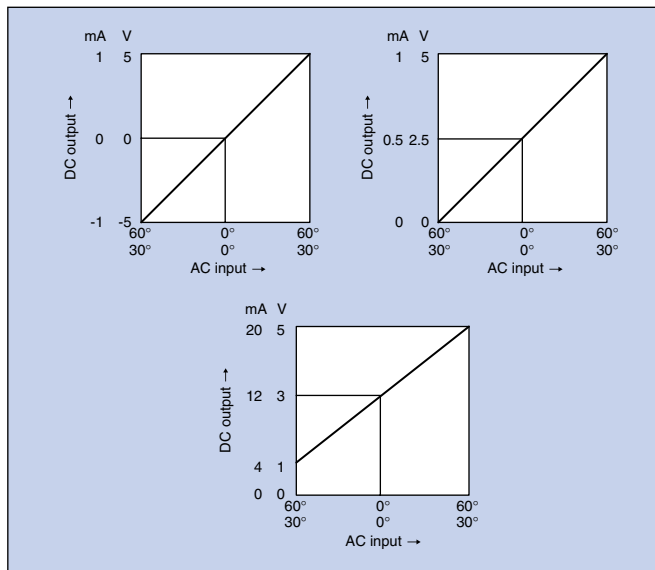 mA V
1 5
0 0
-1 -5
DC output →
60° 0° 60°
30° 0° 30°
AC input →
mA V
1 5
0.5 2.5
0 0
DC output →
60° 0° 60°
30° 0° 30°
AC input →
mA V
20 5
12 3
4 1
0 0
DC output →
60° 0° 60°
30° 0° 30°
AC input →